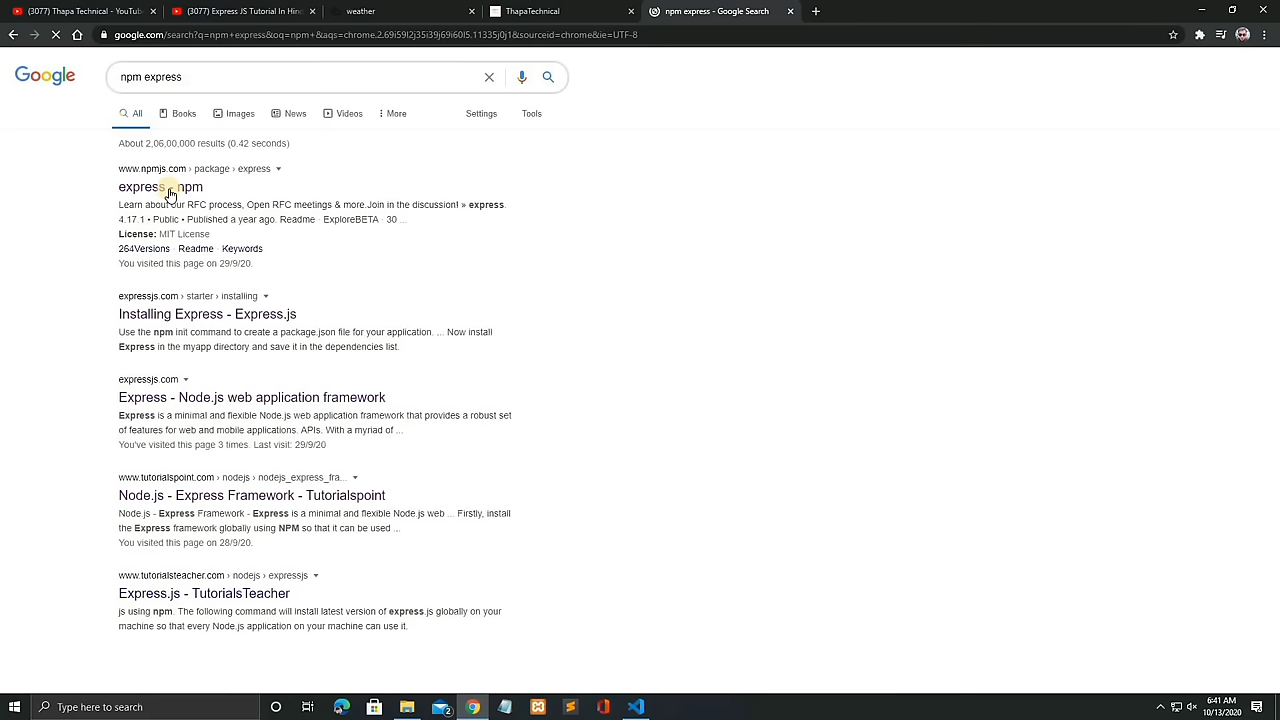 (3077) Thapa Technical - YouTube
(3077) Express JS Tutorial In Hind
weather
ThapaTechnical
npm express - Google Search
google.com/search?q=npm+express&oq=npm+&aqs=chrome.2.69i59l2j35i39j69i60l5.11335j0j1&sourceid=chrome&ie=UTF-8
Google
npm express
All
Books
Images
News
Videos
More
Settings
Tools
About 2,06,00,000 results (0.42 seconds)
www.npmjs.com › package › express
express - npm
Learn about our RFC process, Open RFC meetings & more.Join in the discussion! » express.
4.17.1 • Public • Published a year ago. Readme · ExploreBETA · 30 ...
License: MIT License
264Versions · Readme · Keywords
You visited this page on 29/9/20.
expressjs.com › starter › installing
Installing Express - Express.js
Use the npm init command to create a package.json file for your application. ... Now install
Express in the myapp directory and save it in the dependencies list.
expressjs.com
Express - Node.js web application framework
Express is a minimal and flexible Node.js web application framework that provides a robust set
of features for web and mobile applications. APIs. With a myriad of ...
You've visited this page 3 times. Last visit: 29/9/20
www.tutorialspoint.com › nodejs › nodejs_express_fra...
Node.js - Express Framework - Tutorialspoint
Node.js - Express Framework - Express is a minimal and flexible Node.js web ... Firstly, install
the Express framework globally using NPM so that it can be used ...
You visited this page on 28/9/20.
www.tutorialsteacher.com › nodejs › expressjs
Express.js - TutorialsTeacher
js using npm. The following command will install latest version of express.js globally on your
machine so that every Node.js application on your machine can use it.
Type here to search
2
6:41 AM
10/13/2020